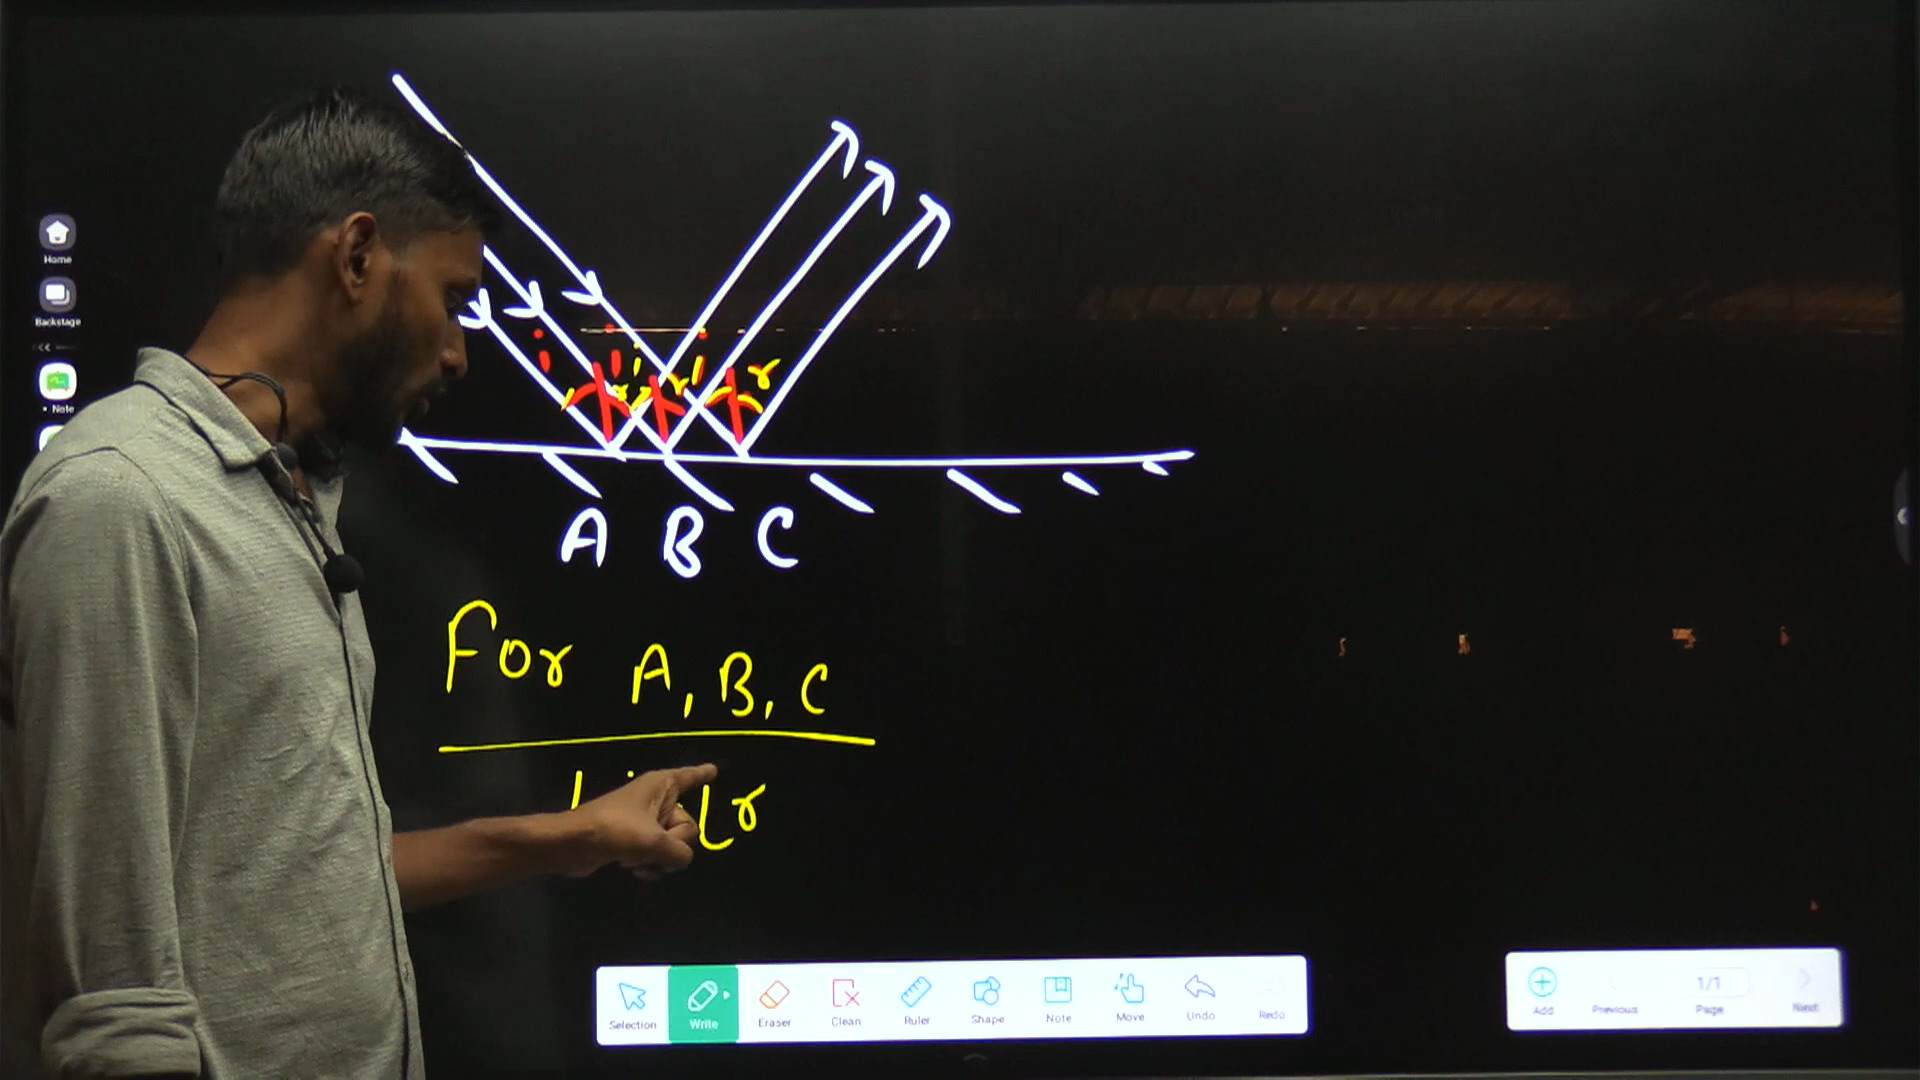 Home
Backstage
Note
i i i
r r r
A B C
For A, B, C
∠r
Selection Write Eraser Clean Ruler Shape Note Move Undo Redo
Add Previous 1/1 Page Next